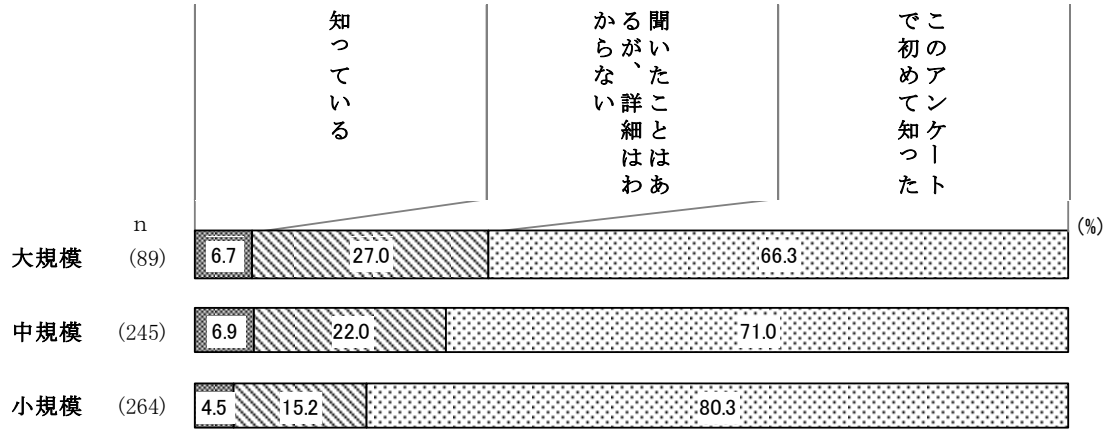 知っている
聞いたことはあ
るが、詳細はわ
からない
このアンケート
で初めて知った
n
(%)
大規模 (89) 6.7 27.0 66.3
中規模 (245) 6.9 22.0 71.0
小規模 (264) 4.5 15.2 80.3